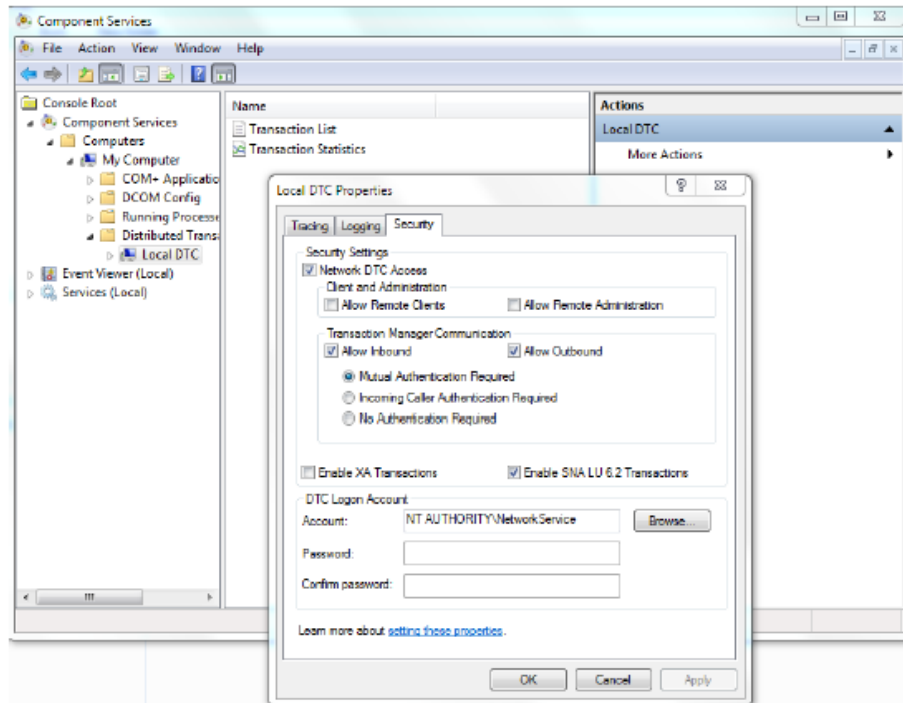 Component Services
File Action View Window Help
Console Root
Component Services
Computers
My Computer
COM+ Applicatio
DCOM Config
Running Processe
Distributed Trans
Local DTC
Event Viewer (Local)
Services (Local)
Name
Transaction List
Transaction Statistics
Actions
Local DTC
More Actions
Local DTC Properties
Tracing Logging Security
Security Settings
Network DTC Access
Client and Administration
Allow Remote Clients Allow Remote Administration
Transaction Manager Communication
Allow Inbound Allow Outbound
Mutual Authentication Required
Incoming Caller Authentication Required
No Authentication Required
Enable XA Transactions Enable SNA LU 6.2 Transactions
DTC Logon Account
Account: NT AUTHORITY\NetworkService Browse...
Password:
Confirm password:
Learn more about setting these properties.
OK Cancel Apply